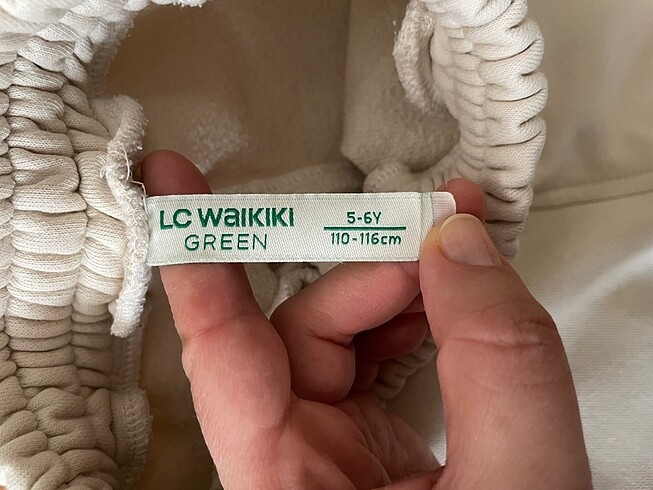 LC WAIKIKI
GREEN
5-6Y
110-116cm